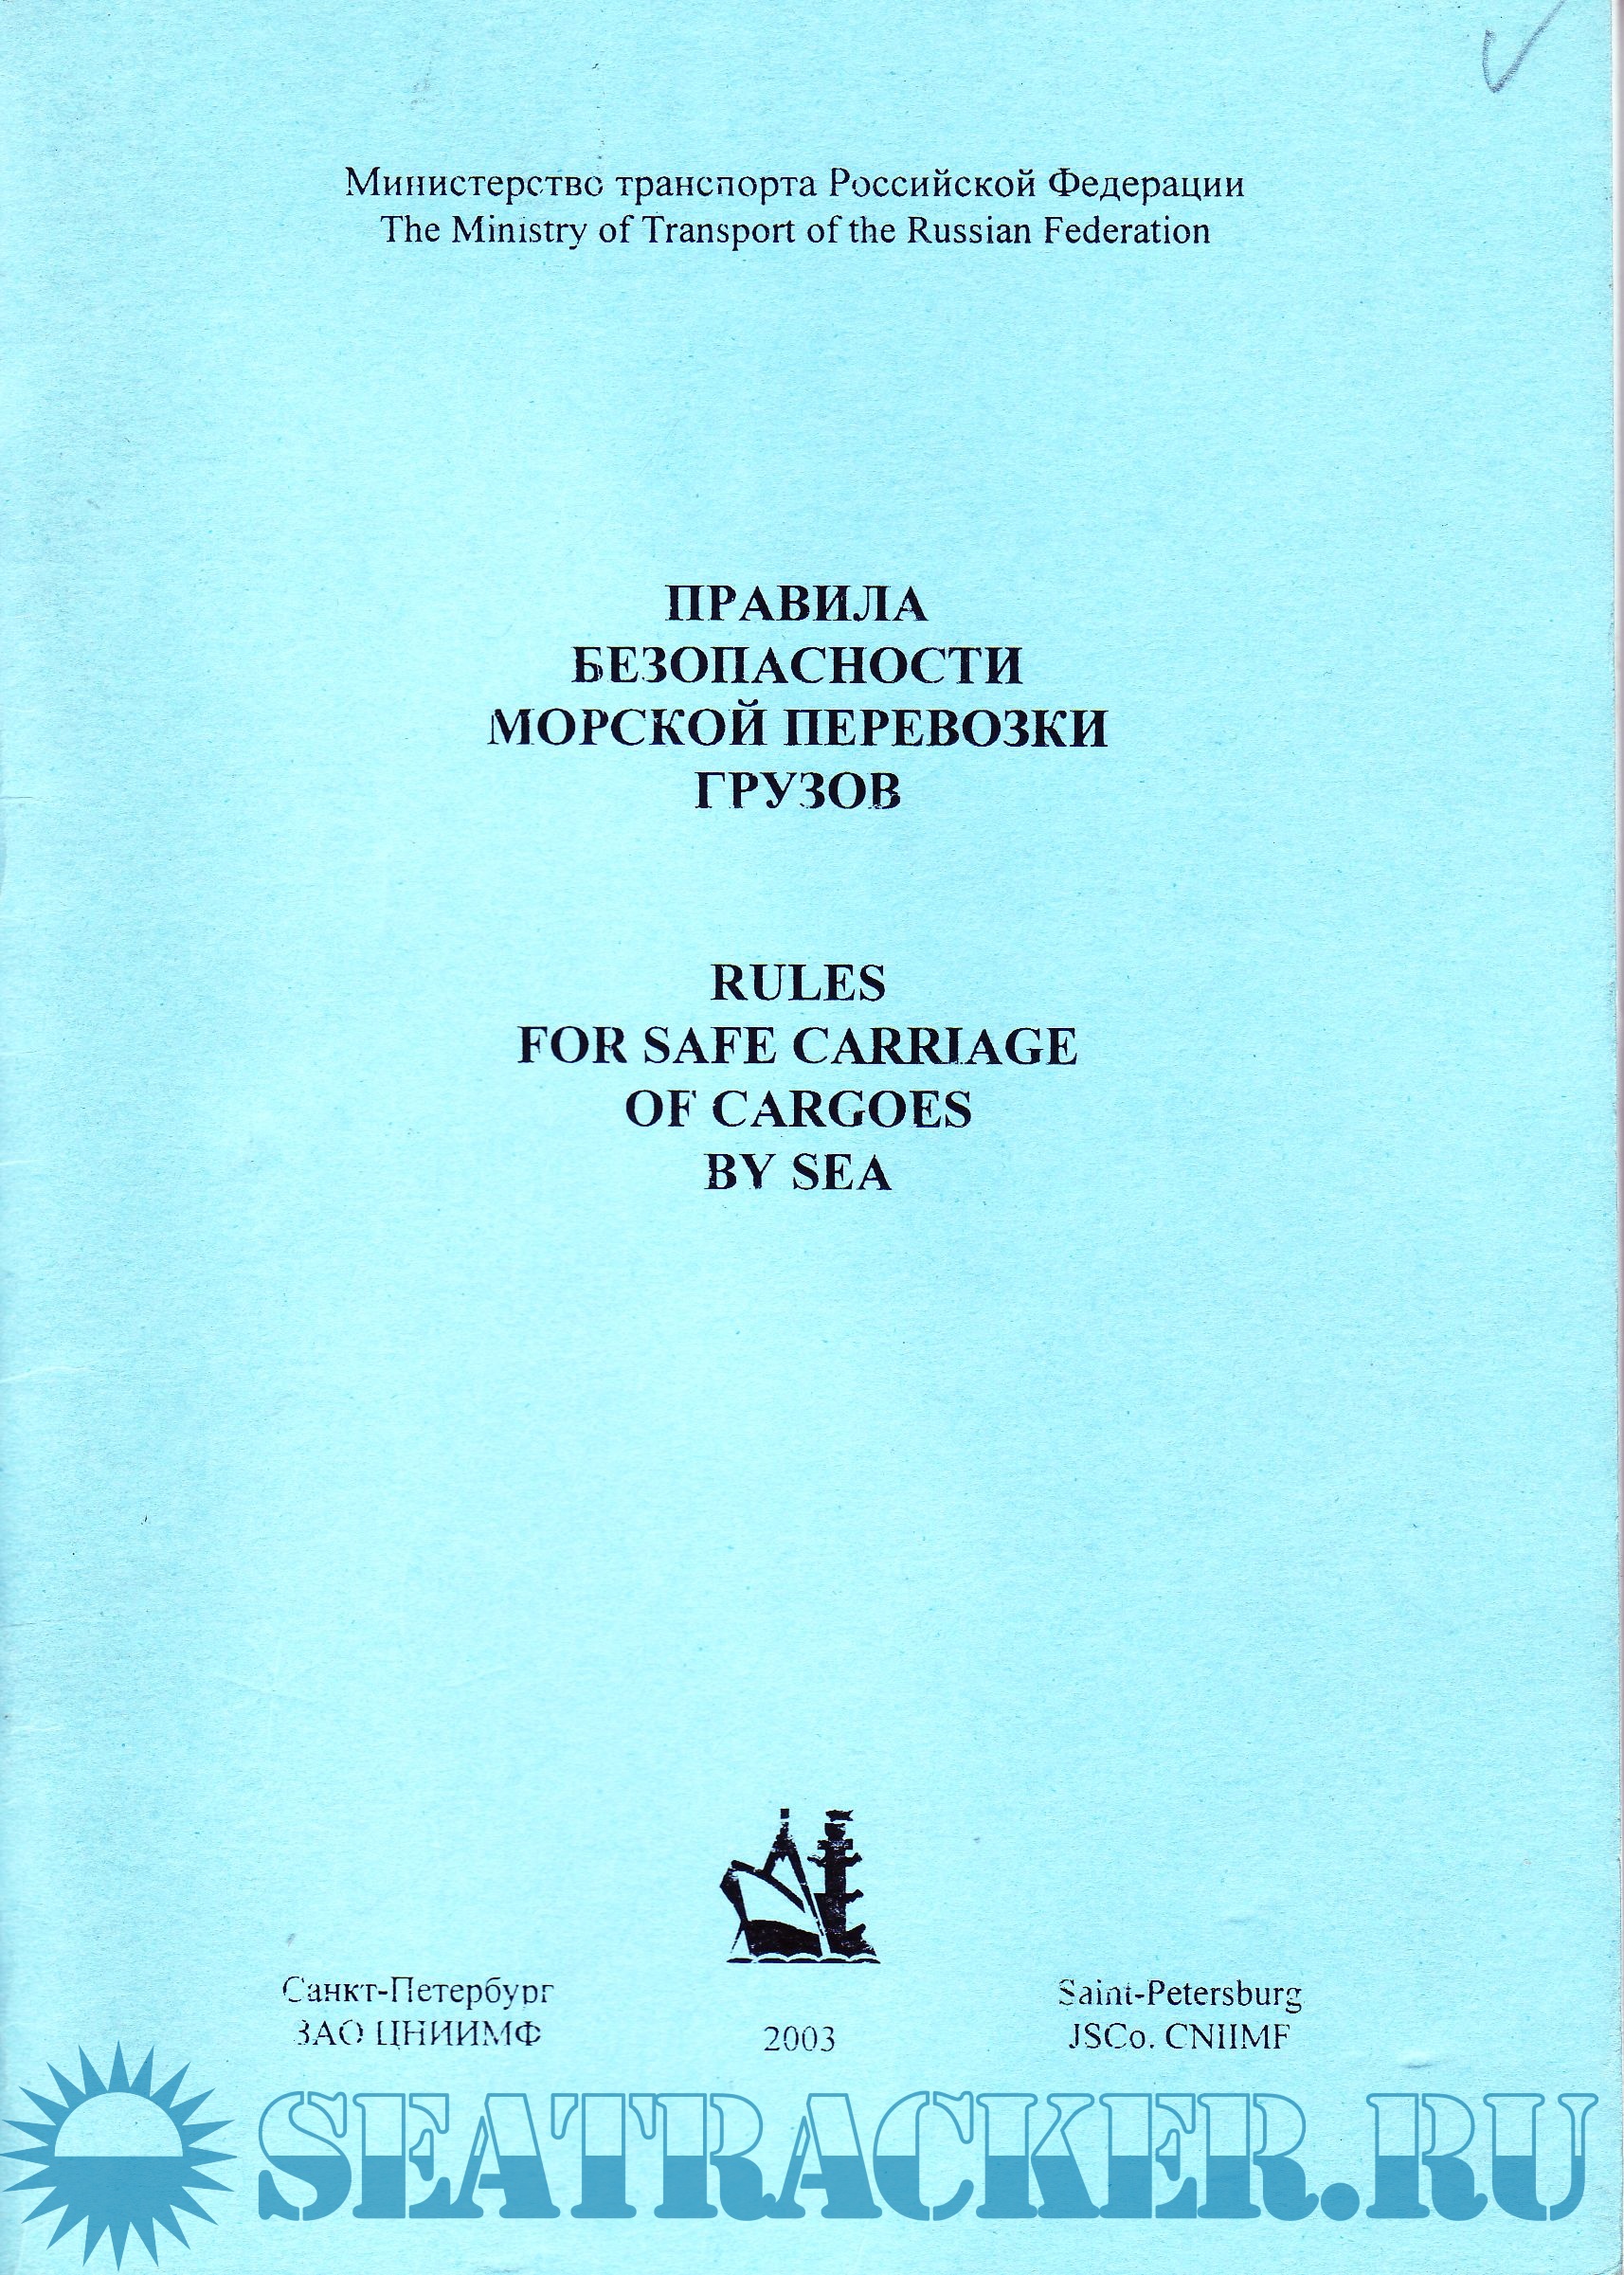 Министерство транспорта Российской Федерации
The Ministry of Transport of the Russian Federation
ПРАВИЛА
БЕЗОПАСНОСТИ
МОРСКОЙ ПЕРЕВОЗКИ
ГРУЗОВ
RULES
FOR SAFE CARRIAGE
OF CARGOES
BY SEA
Санкт-Петербург
ЗАО ЦНИИМФ
2003
Saint-Petersburg
JSCo. CNIIMF
SEATRACKER.RU